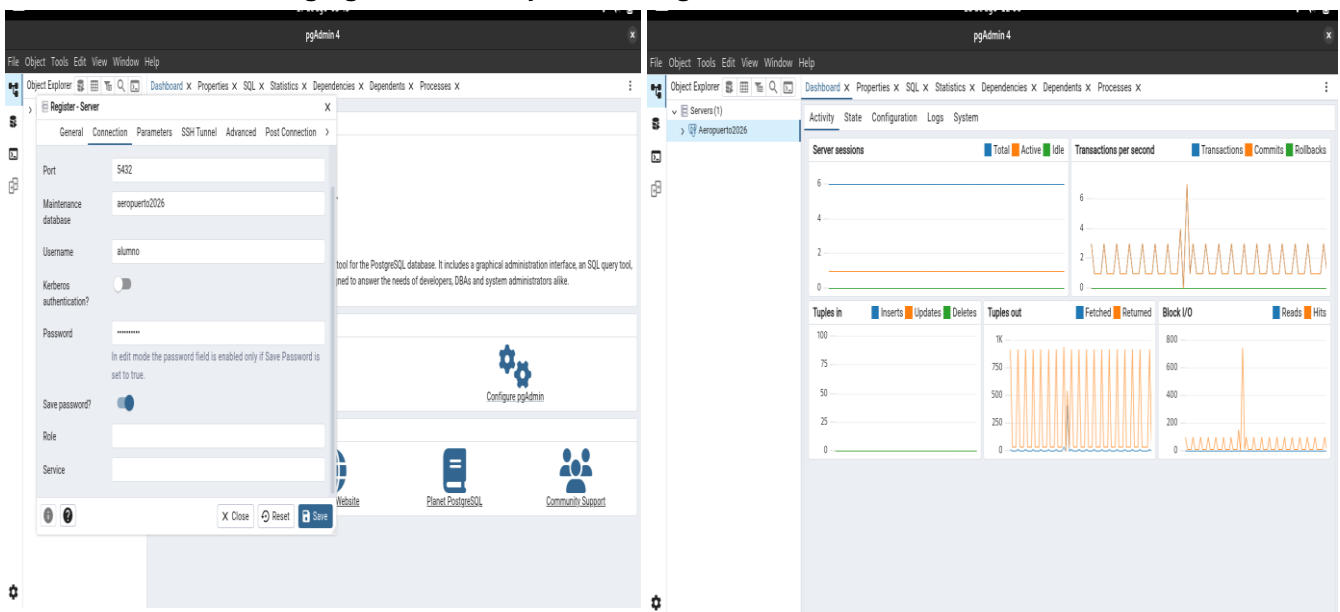 pgAdmin 4
x
File Object Tools Edit View Window Help
Object Explorer
Dashboard x Properties x SQL x Statistics x Dependencies x Dependents x Processes x
Register - Server
X
General Connection Parameters SSH Tunnel Advanced Post Connection >
Port 5432
Maintenance database aeropuerto2026
Username alumno
Kerberos authentication?
Password ••••••••••
In edit mode the password field is enabled only if Save Password is
set to true.
Save password?
Role
Service
X Close Reset Save
tool for the PostgreSQL database. It includes a graphical administration interface, an SQL query tool,
ned to answer the needs of developers, DBAs and system administrators alike.
Configure pgAdmin
Website Planet PostgreSQL Community Support
pgAdmin 4
x
File Object Tools Edit View Window Help
Object Explorer
Dashboard x Properties x SQL x Statistics x Dependencies x Dependents x Processes x
Servers (1)
Aeropuerto2026
Activity State Configuration Logs System
Server sessions Total Active Idle
6
4
2
0
Transactions per second Transactions Commits Rollbacks
6
4
2
0
Tuples in Inserts Updates Deletes
100
75
50
25
0
Tuples out Fetched Returned
1K
750
500
250
0
Block I/O Reads Hits
800
600
400
200
0